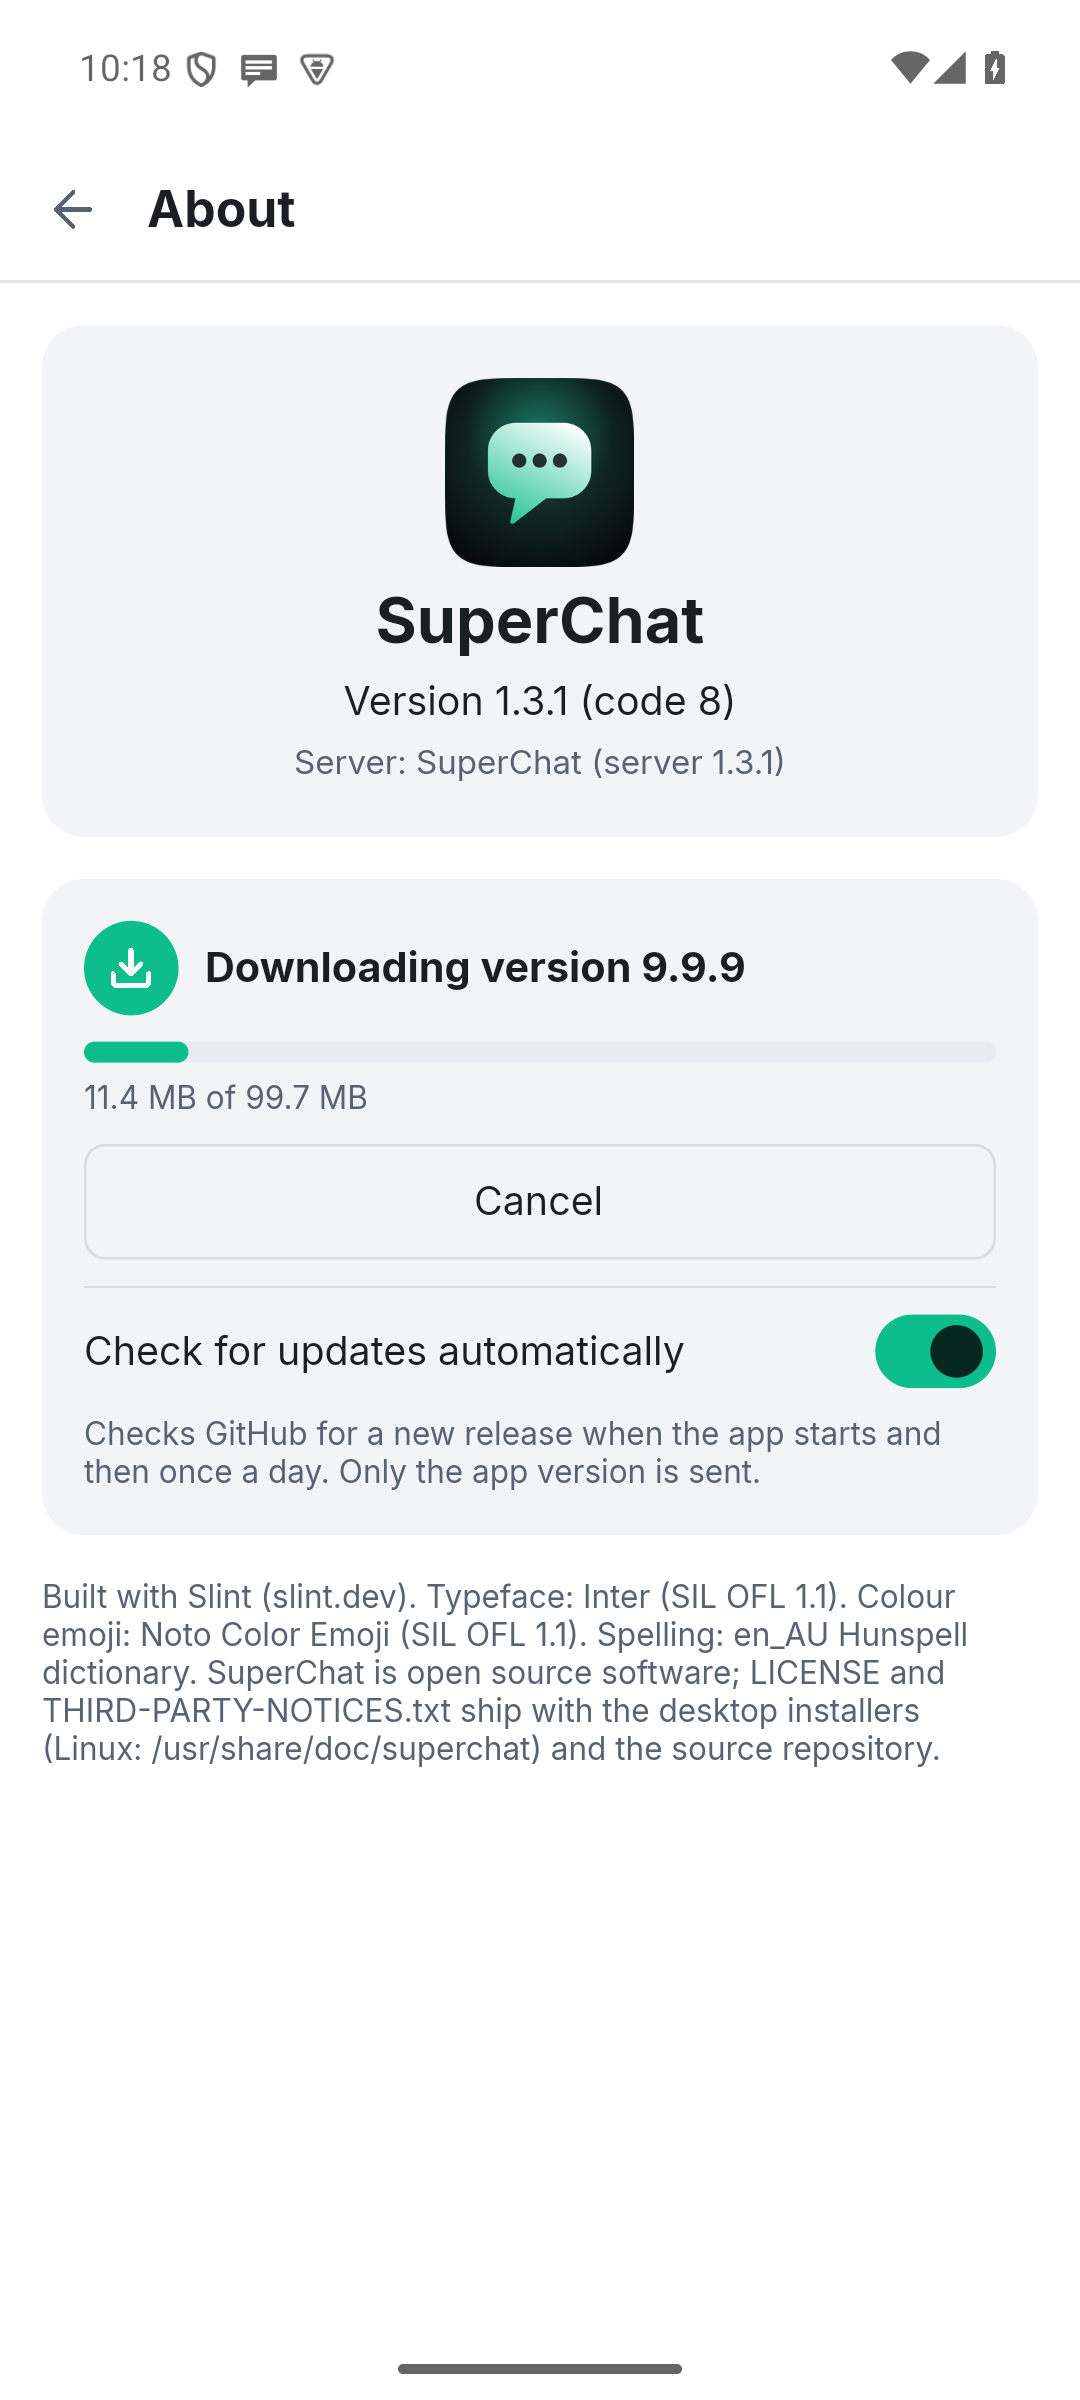 10:18
About
SuperChat
Version 1.3.1 (code 8)
Server: SuperChat (server 1.3.1)
Downloading version 9.9.9
11.4 MB of 99.7 MB
Cancel
Check for updates automatically
Checks GitHub for a new release when the app starts and
then once a day. Only the app version is sent.
Built with Slint (slint.dev). Typeface: Inter (SIL OFL 1.1). Colour
emoji: Noto Color Emoji (SIL OFL 1.1). Spelling: en_AU Hunspell
dictionary. SuperChat is open source software; LICENSE and
THIRD-PARTY-NOTICES.txt ship with the desktop installers
(Linux: /usr/share/doc/superchat) and the source repository.